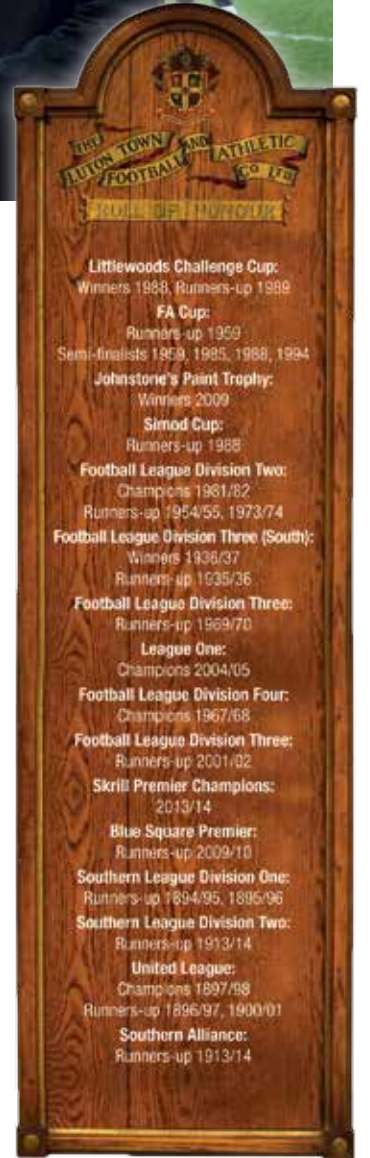 THE
LUTON TOWN
FOOTBALL
AND
ATHLETIC
Co Ltd
ROLL OF HONOUR
Littlewoods Challenge Cup:
Winners 1988, Runners-up 1989
FA Cup:
Runners-up 1959
Semi-finalists 1959, 1985, 1988, 1994
Johnstone's Paint Trophy:
Winners 2009
Simod Cup:
Runners-up 1988
Football League Division Two:
Champions 1981/82
Runners-up 1954/55, 1973/74
Football League Division Three (South):
Winners 1936/37
Runners-up 1935/36
Football League Division Three:
Runners-up 1969/70
League One:
Champions 2004/05
Football League Division Four:
Champions 1967/68
Football League Division Three:
Runners-up 2001/02
Skrill Premier Champions:
2013/14
Blue Square Premier:
Runners-up 2009/10
Southern League Division One:
Runners-up 1894/95, 1895/96
Southern League Division Two:
Runners-up 1913/14
United League:
Champions 1897/98
Runners-up 1896/97, 1900/01
Southern Alliance:
Runners-up 1913/14